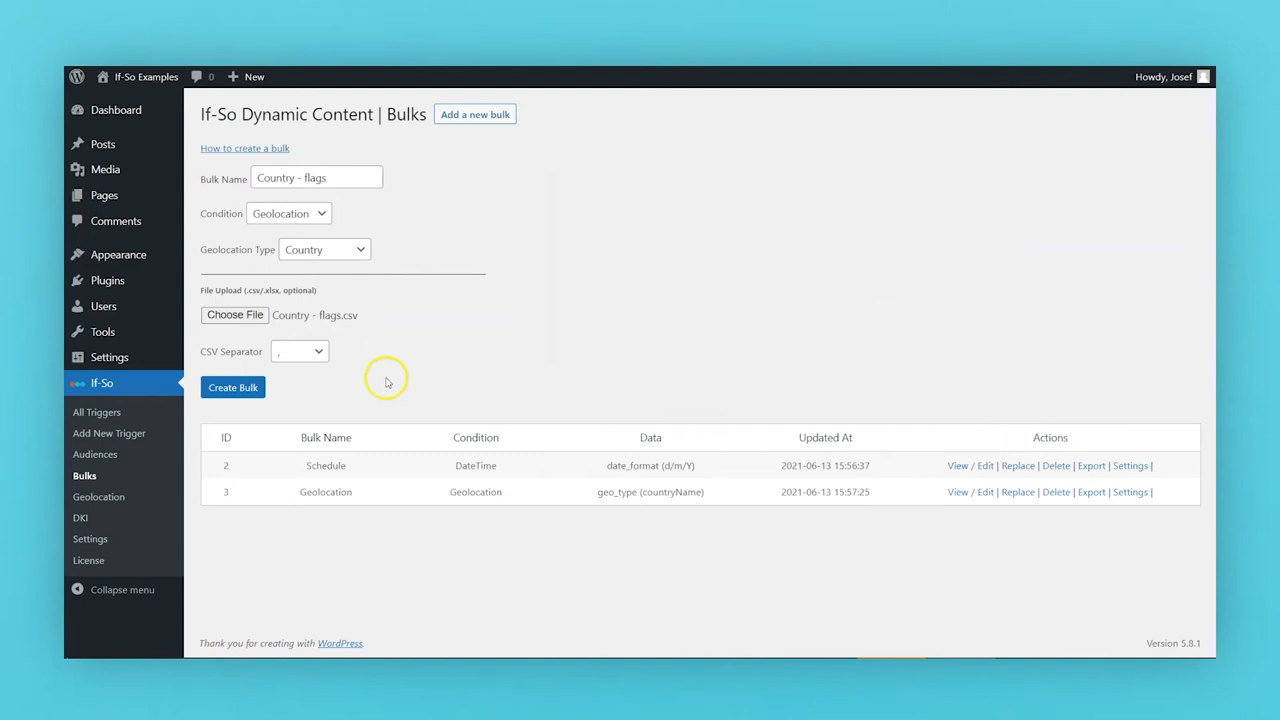 If-So Examples 0 New Howdy, Josef
Dashboard
Posts
Media
Pages
Comments
Appearance
Plugins
Users
Tools
Settings
If-So
All Triggers
Add New Trigger
Audiences
Bulks
Geolocation
DKI
Settings
License
Collapse menu
If-So Dynamic Content | Bulks Add a new bulk
How to create a bulk
Bulk Name Country - flags
Condition Geolocation
Geolocation Type Country
File Upload (.csv/.xlsx, optional)
Choose File Country - flags.csv
CSV Separator ,
Create Bulk
ID Bulk Name Condition Data Updated At Actions
2 Schedule DateTime date_format (d/m/Y) 2021-06-13 15:56:37 View / Edit | Replace | Delete | Export | Settings |
3 Geolocation Geolocation geo_type (countryName) 2021-06-13 15:57:25 View / Edit | Replace | Delete | Export | Settings |
Thank you for creating with WordPress. Version 5.8.1